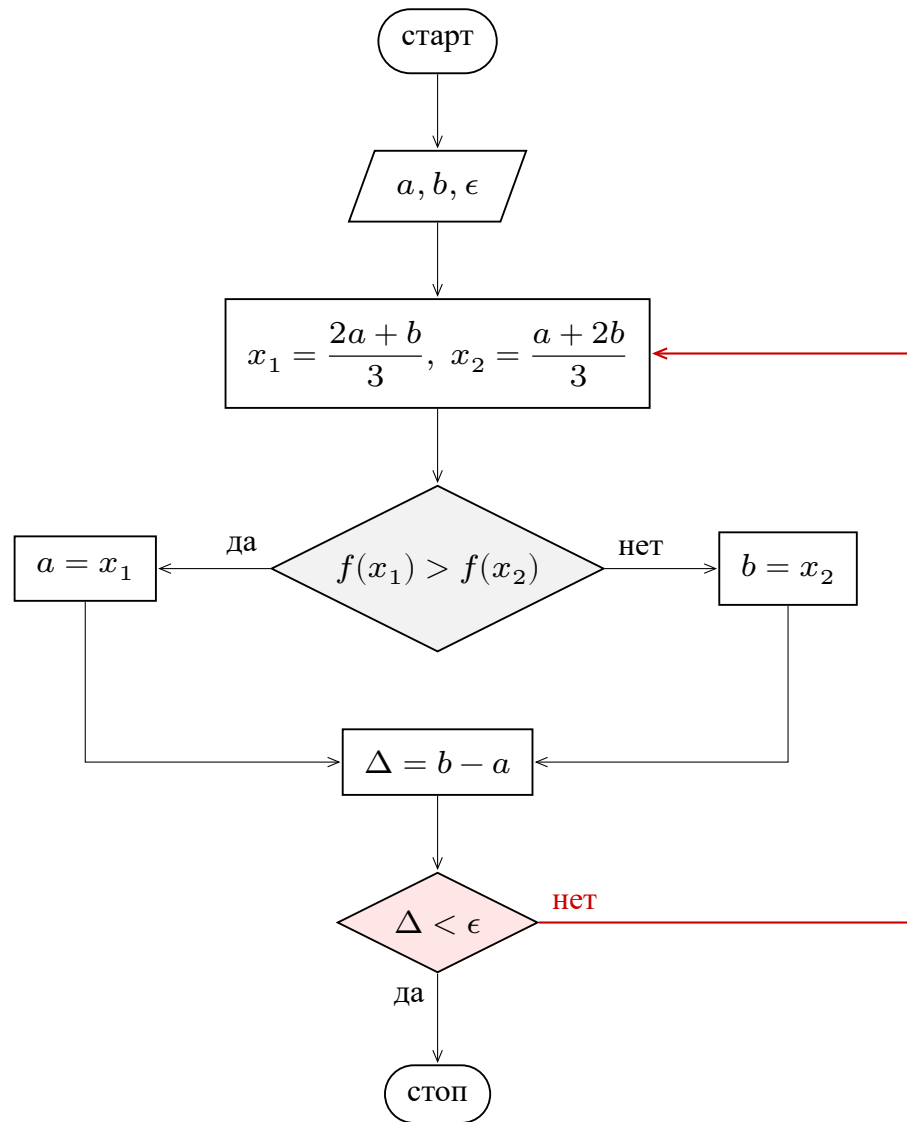 старт
a, b, ϵ
x₁ = (2a + b)/3, x₂ = (a + 2b)/3
да
нет
a = x₁
f(x₁) > f(x₂)
b = x₂
Δ = b − a
нет
Δ < ϵ
да
стоп